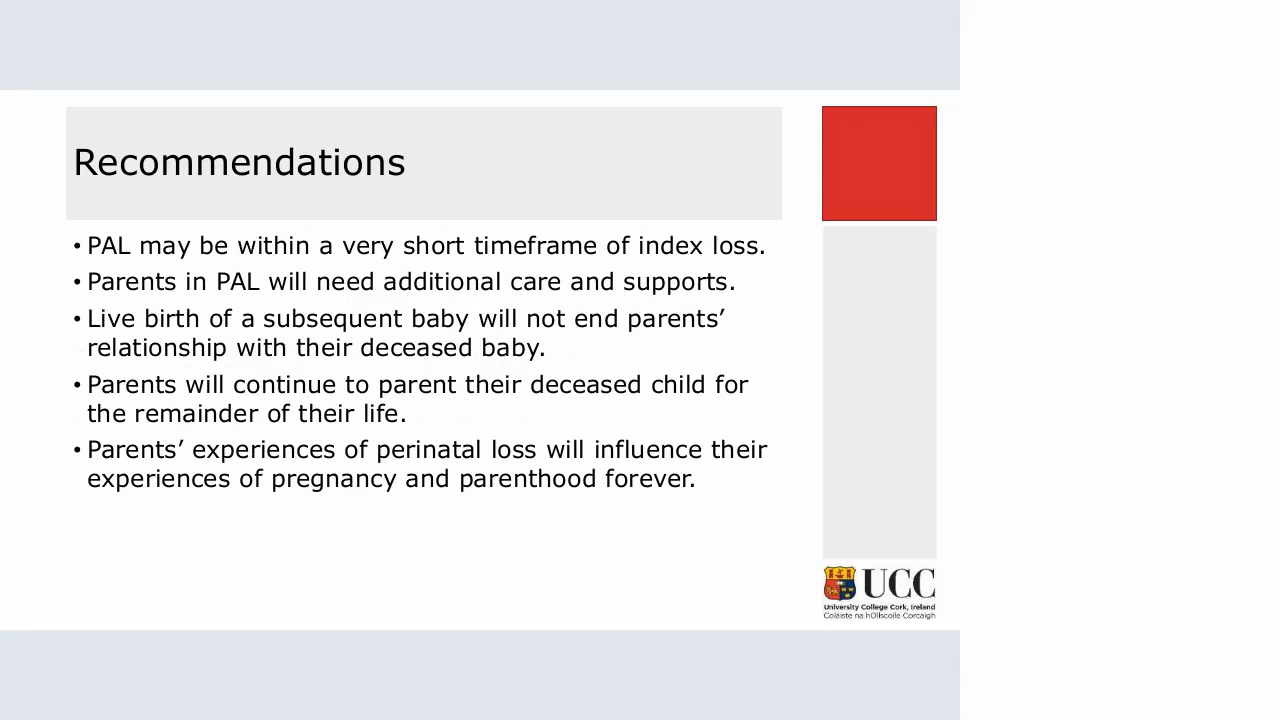 Recommendations
• PAL may be within a very short timeframe of index loss.
• Parents in PAL will need additional care and supports.
• Live birth of a subsequent baby will not end parents’
relationship with their deceased baby.
• Parents will continue to parent their deceased child for
the remainder of their life.
• Parents’ experiences of perinatal loss will influence their
experiences of pregnancy and parenthood forever.
UCC
University College Cork, Ireland
Coláiste na hOllscoile Corcaigh